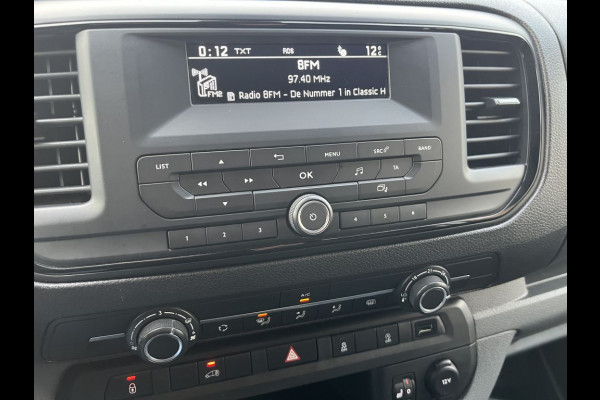 0:12 TXT RDS 12°C
8FM
97.40 MHz
FM2
Radio 8FM - De Nummer 1 in Classic H
LIST MENU SRC BAND
OK TA
1 2 3 4 5 6
A/C
12V